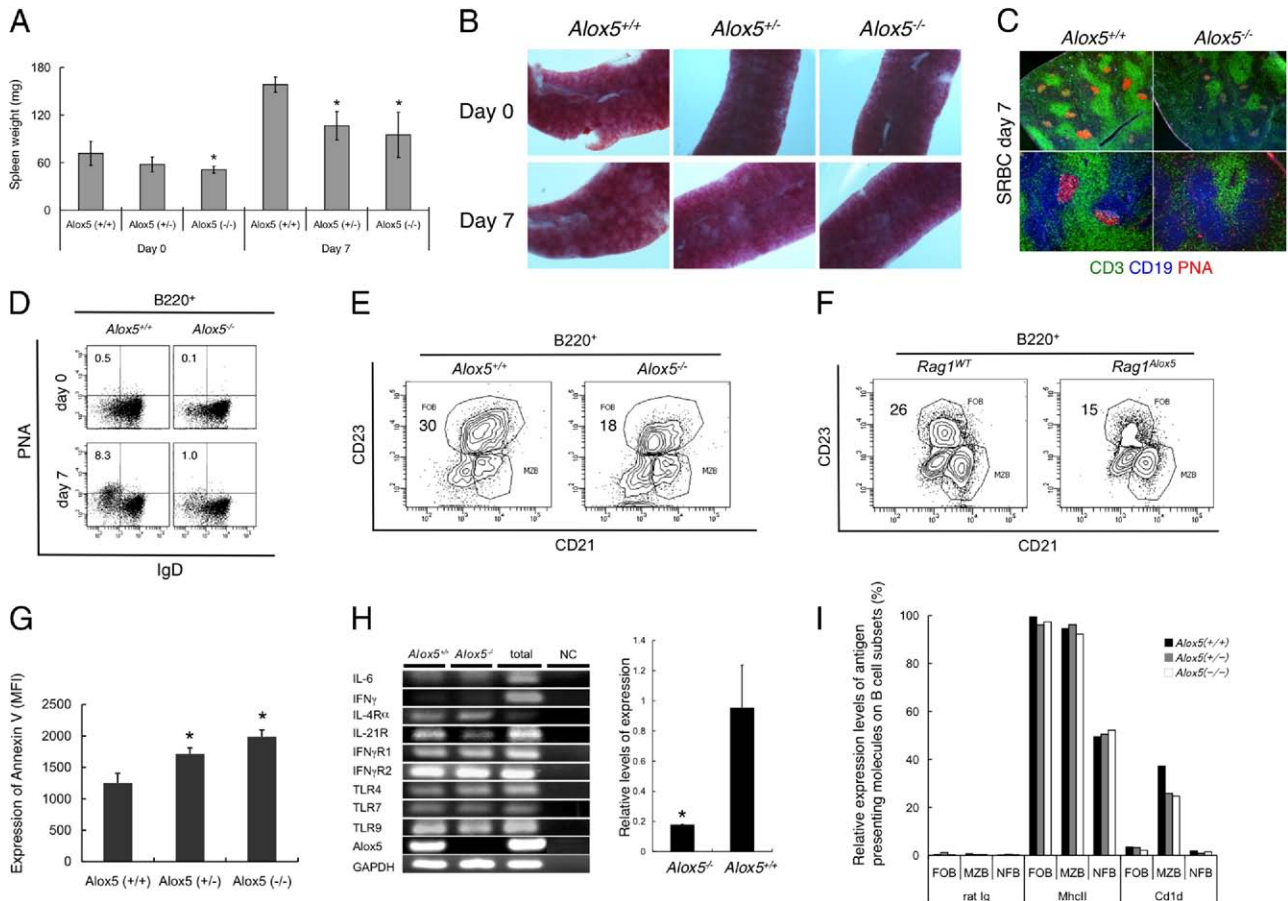 A
Spleen weight (mg)
180
120
60
0
*
*
*
Alox5 (+/+) Alox5 (+/-) Alox5 (-/-) Alox5 (+/+) Alox5 (+/-) Alox5 (-/-)
Day 0 Day 7
B
Alox5+/+ Alox5+/- Alox5-/-
Day 0
Day 7
C
Alox5+/+ Alox5-/-
SRBC day 7
CD3 CD19 PNA
D
B220+
Alox5+/+ Alox5-/-
day 0
0.5 0.1
PNA
day 7
8.3 1.0
IgD
E
B220+
Alox5+/+ Alox5-/-
CD23
FOB FOB
30 18
MZB MZB
CD21
F
B220+
Rag1WT Rag1Alox5
CD23
FOB FOB
26 15
MZB MZB
CD21
G
Expression of Annexin V (MFI)
2500
2000
1500
1000
500
0
*
*
Alox5 (+/+) Alox5 (+/-) Alox5 (-/-)
H
Alox5+/+ Alox5-/- total NC
IL-6
IFNγ
IL-4Rα
IL-21R
IFNγR1
IFNγR2
TLR4
TLR7
TLR9
Alox5
GAPDH
Relative levels of expression
1.4
1.2
1
0.8
0.6
0.4
0.2
0
*
Alox5-/- Alox5+/+
I
Relative expression levels of antigen
presenting molecules on B cell subsets (%)
100
80
60
40
20
0
Alox5(+/+)
Alox5(+/−)
Alox5(−/−)
FOB MZB NFB FOB MZB NFB FOB MZB NFB
rat Ig MhcII Cd1d